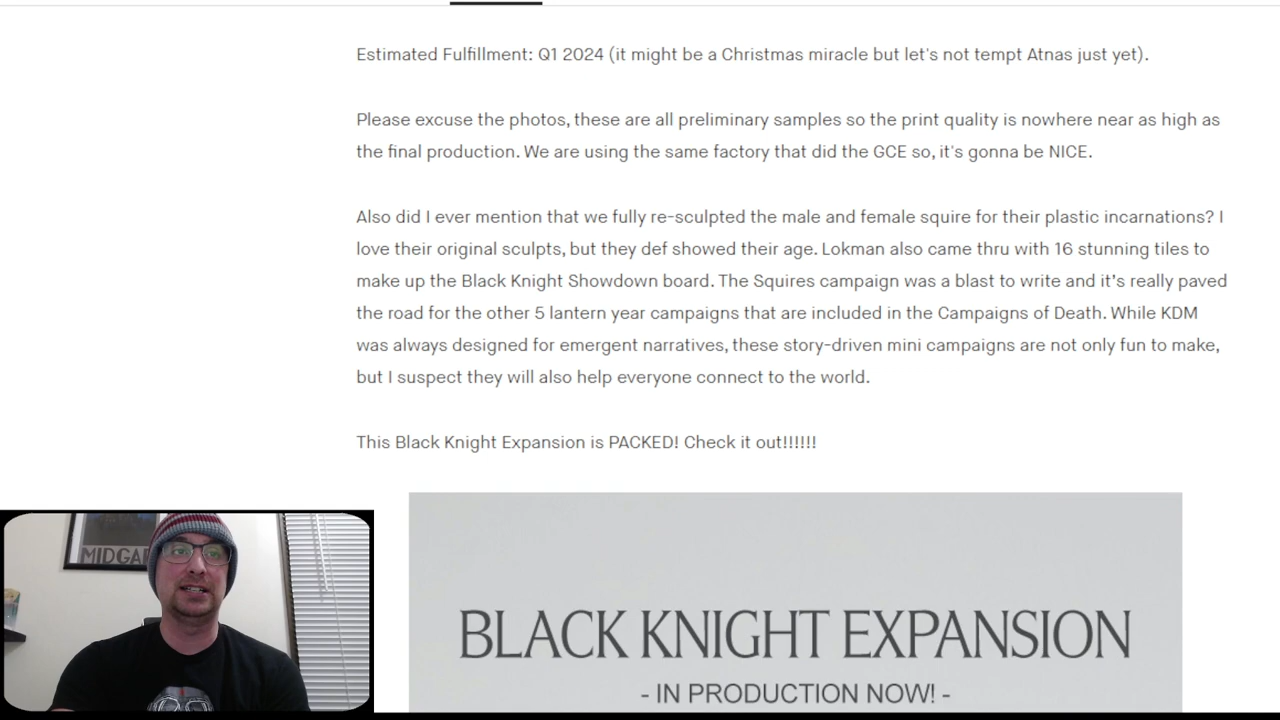 Estimated Fulfillment: Q1 2024 (it might be a Christmas miracle but let's not tempt Atnas just yet).
Please excuse the photos, these are all preliminary samples so the print quality is nowhere near as high as
the final production. We are using the same factory that did the GCE so, it's gonna be NICE.
Also did I ever mention that we fully re-sculpted the male and female squire for their plastic incarnations? I
love their original sculpts, but they def showed their age. Lokman also came thru with 16 stunning tiles to
make up the Black Knight Showdown board. The Squires campaign was a blast to write and it's really paved
the road for the other 5 lantern year campaigns that are included in the Campaigns of Death. While KDM
was always designed for emergent narratives, these story-driven mini campaigns are not only fun to make,
but I suspect they will also help everyone connect to the world.
This Black Knight Expansion is PACKED! Check it out!!!!!!
BLACK KNIGHT EXPANSION
- IN PRODUCTION NOW! -
MIDGA